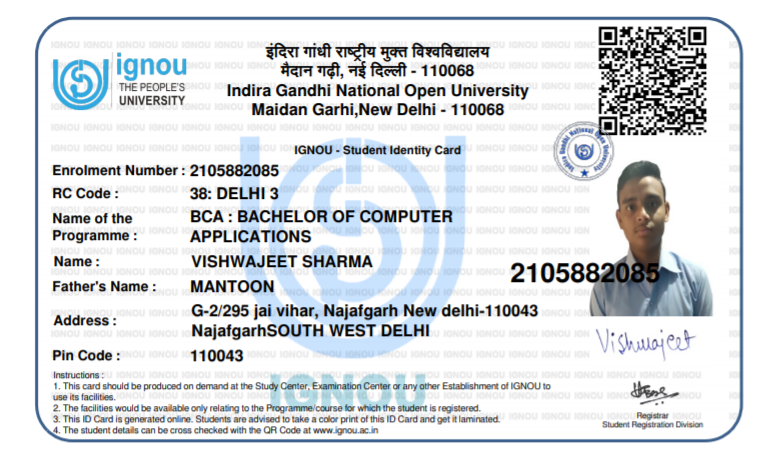 इंदिरा गांधी राष्ट्रीय मुक्त विश्वविद्यालय
मैदान गढ़ी, नई दिल्ली - 110068
Indira Gandhi National Open University
Maidan Garhi,New Delhi - 110068
ignou
THE PEOPLE'S
UNIVERSITY
IGNOU - Student Identity Card
Indira Gandhi National Open University
Enrolment Number : 2105882085
RC Code : 38: DELHI 3
Name of the Programme : BCA : BACHELOR OF COMPUTER
APPLICATIONS
Name : VISHWAJEET SHARMA
Father's Name : MANTOON
2105882085
Address : G-2/295 jai vihar, Najafgarh New delhi-110043
NajafgarhSOUTH WEST DELHI
Pin Code : 110043
Vishwajeet
Instructions :
1. This card should be produced on demand at the Study Center, Examination Center or any other Establishment of IGNOU to
use its facilities.
2. The facilities would be available only relating to the Programme/course for which the student is registered.
3. This ID Card is generated online. Students are advised to take a color print of this ID Card and get it laminated.
4. The student details can be cross checked with the QR Code at www.ignou.ac.in
IGNOU
Registrar
Student Registration Division